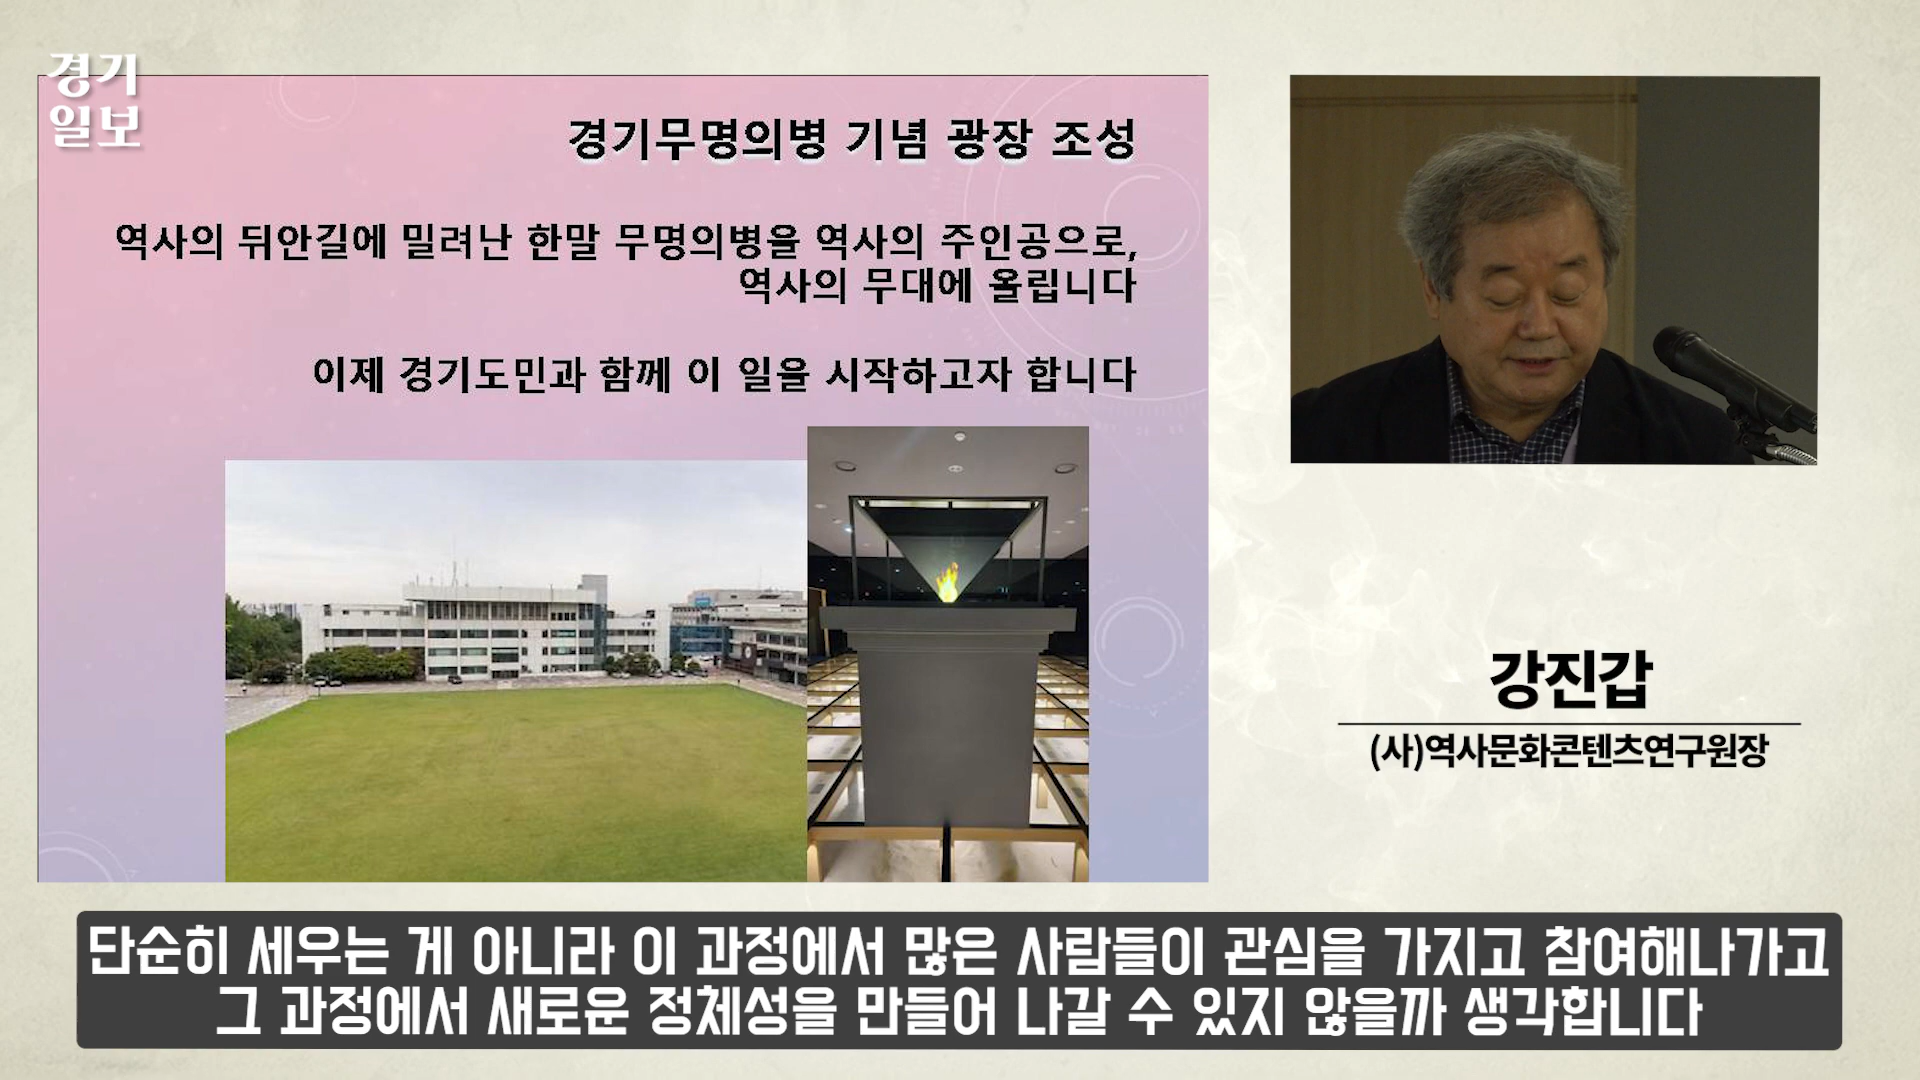 경기
일보
경기무명의병 기념 광장 조성
역사의 뒤안길에 밀려난 한말 무명의병을 역사의 주인공으로,
역사의 무대에 올립니다
이제 경기도민과 함께 이 일을 시작하고자 합니다
강진갑
(사)역사문화콘텐츠연구원장
단순히 세우는 게 아니라 이 과정에서 많은 사람들이 관심을 가지고 참여해나가고
그 과정에서 새로운 정체성을 만들어 나갈 수 있지 않을까 생각합니다